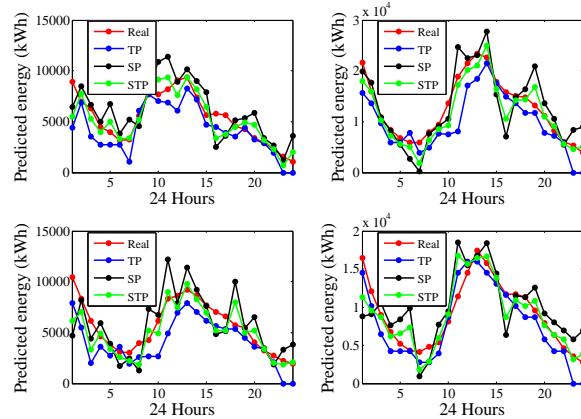 Predicted energy (kWh)
15000
10000
5000
0
Real
TP
SP
STP
10
15
20
24 Hours
Predicted energy (kWh)
x 10^4
3
2
1
0
Real
TP
SP
STP
10
15
20
24 Hours
Predicted energy (kWh)
15000
10000
5000
0
Real
TP
SP
STP
5
10
15
20
24 Hours
Predicted energy (kWh)
x 10^4
2
1.5
1
0.5
0
Real
TP
SP
STP
5
10
15
20
24 Hours